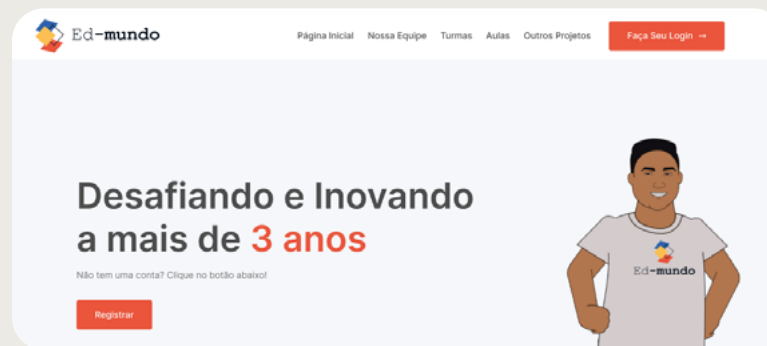 Ed-mundo
Página Inicial Nossa Equipe Turmas Aulas Outros Projetos Faça Seu Login →
Desafiando e Inovando
a mais de 3 anos
Não tem uma conta? Clique no botão abaixo!
Registrar
Ed-mundo